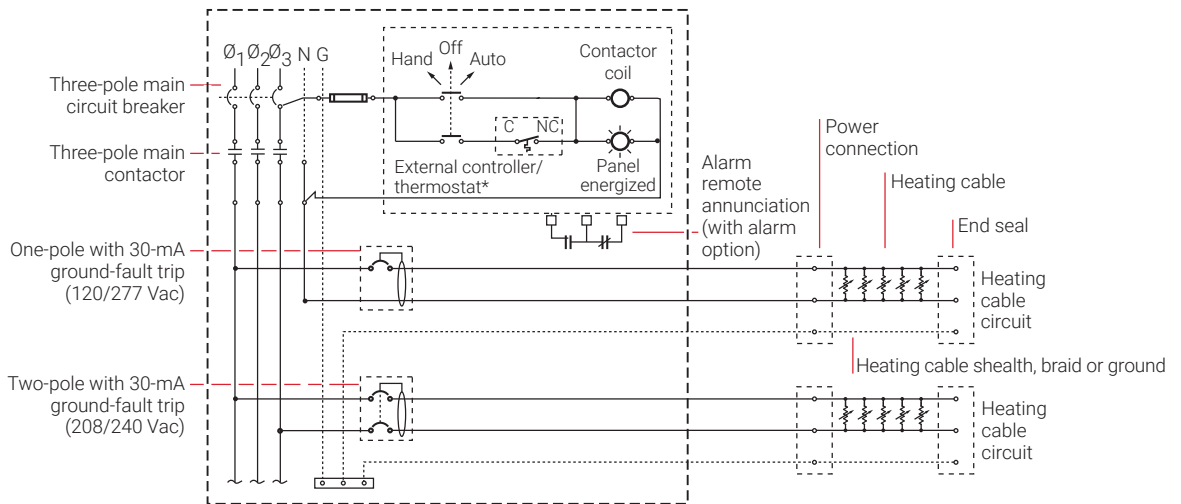 Ø1 Ø2 Ø3 N G
Three-pole main
circuit breaker
Three-pole main
contactor
Hand
Off
Auto
Contactor
coil
C NC
External controller/
thermostat*
Panel
energized
Alarm
remote
annunciation
(with alarm
option)
Power
connection
Heating cable
End seal
One-pole with 30-mA
ground-fault trip
(120/277 Vac)
Heating
cable
circuit
Heating cable shealth, braid or ground
Two-pole with 30-mA
ground-fault trip
(208/240 Vac)
Heating
cable
circuit